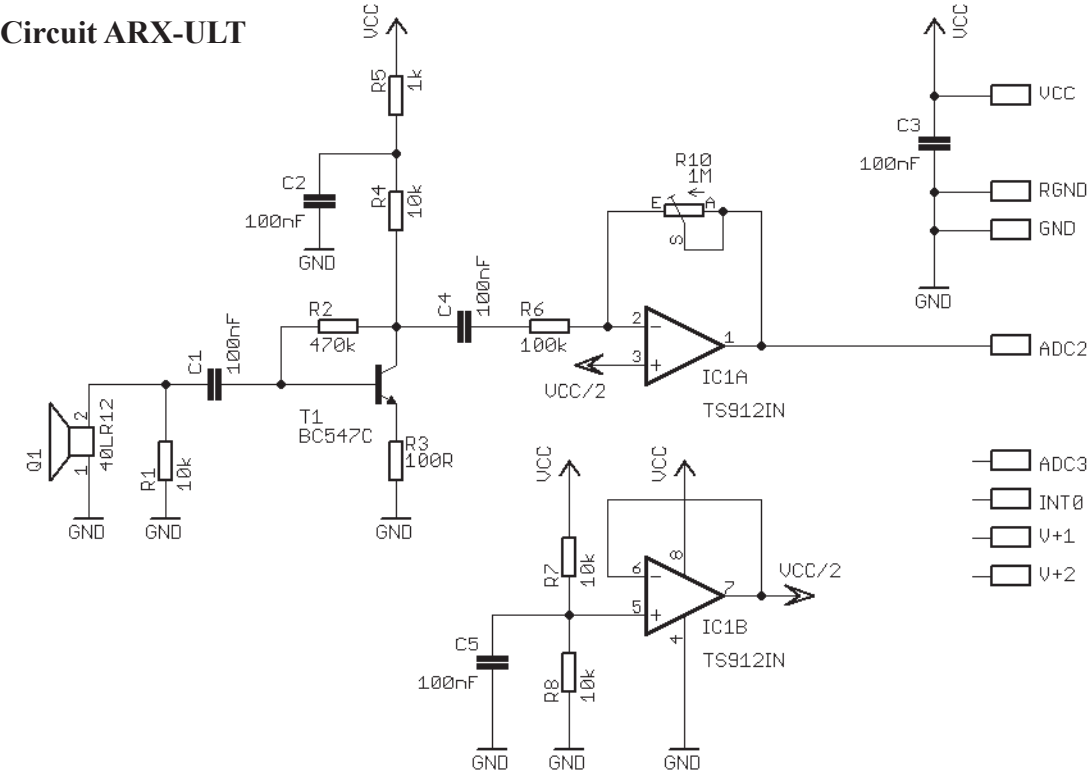 Circuit ARX-ULT
VCC
R5
1k
C2
100nF
GND
R4
10k
R2
470k
C1
100nF
Q1
2
1
40LR12
GND
R1
10k
GND
T1
BC547C
R3
100R
GND
C4
100nF
R6
100k
R10
1M
E
A
S
2
3
1
VCC/2
IC1A
TS912IN
VCC
VCC
C3
100nF
RGND
GND
GND
ADC2
ADC3
INT0
V+1
V+2
VCC
R7
10k
R8
10k
GND
C5
100nF
GND
VCC
8
6
5
7
4
VCC/2
IC1B
TS912IN
GND